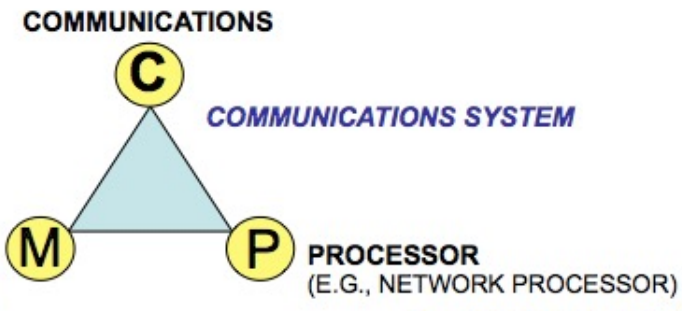 COMMUNICATIONS
C
COMMUNICATIONS SYSTEM
M
P
PROCESSOR
(E.G., NETWORK PROCESSOR)